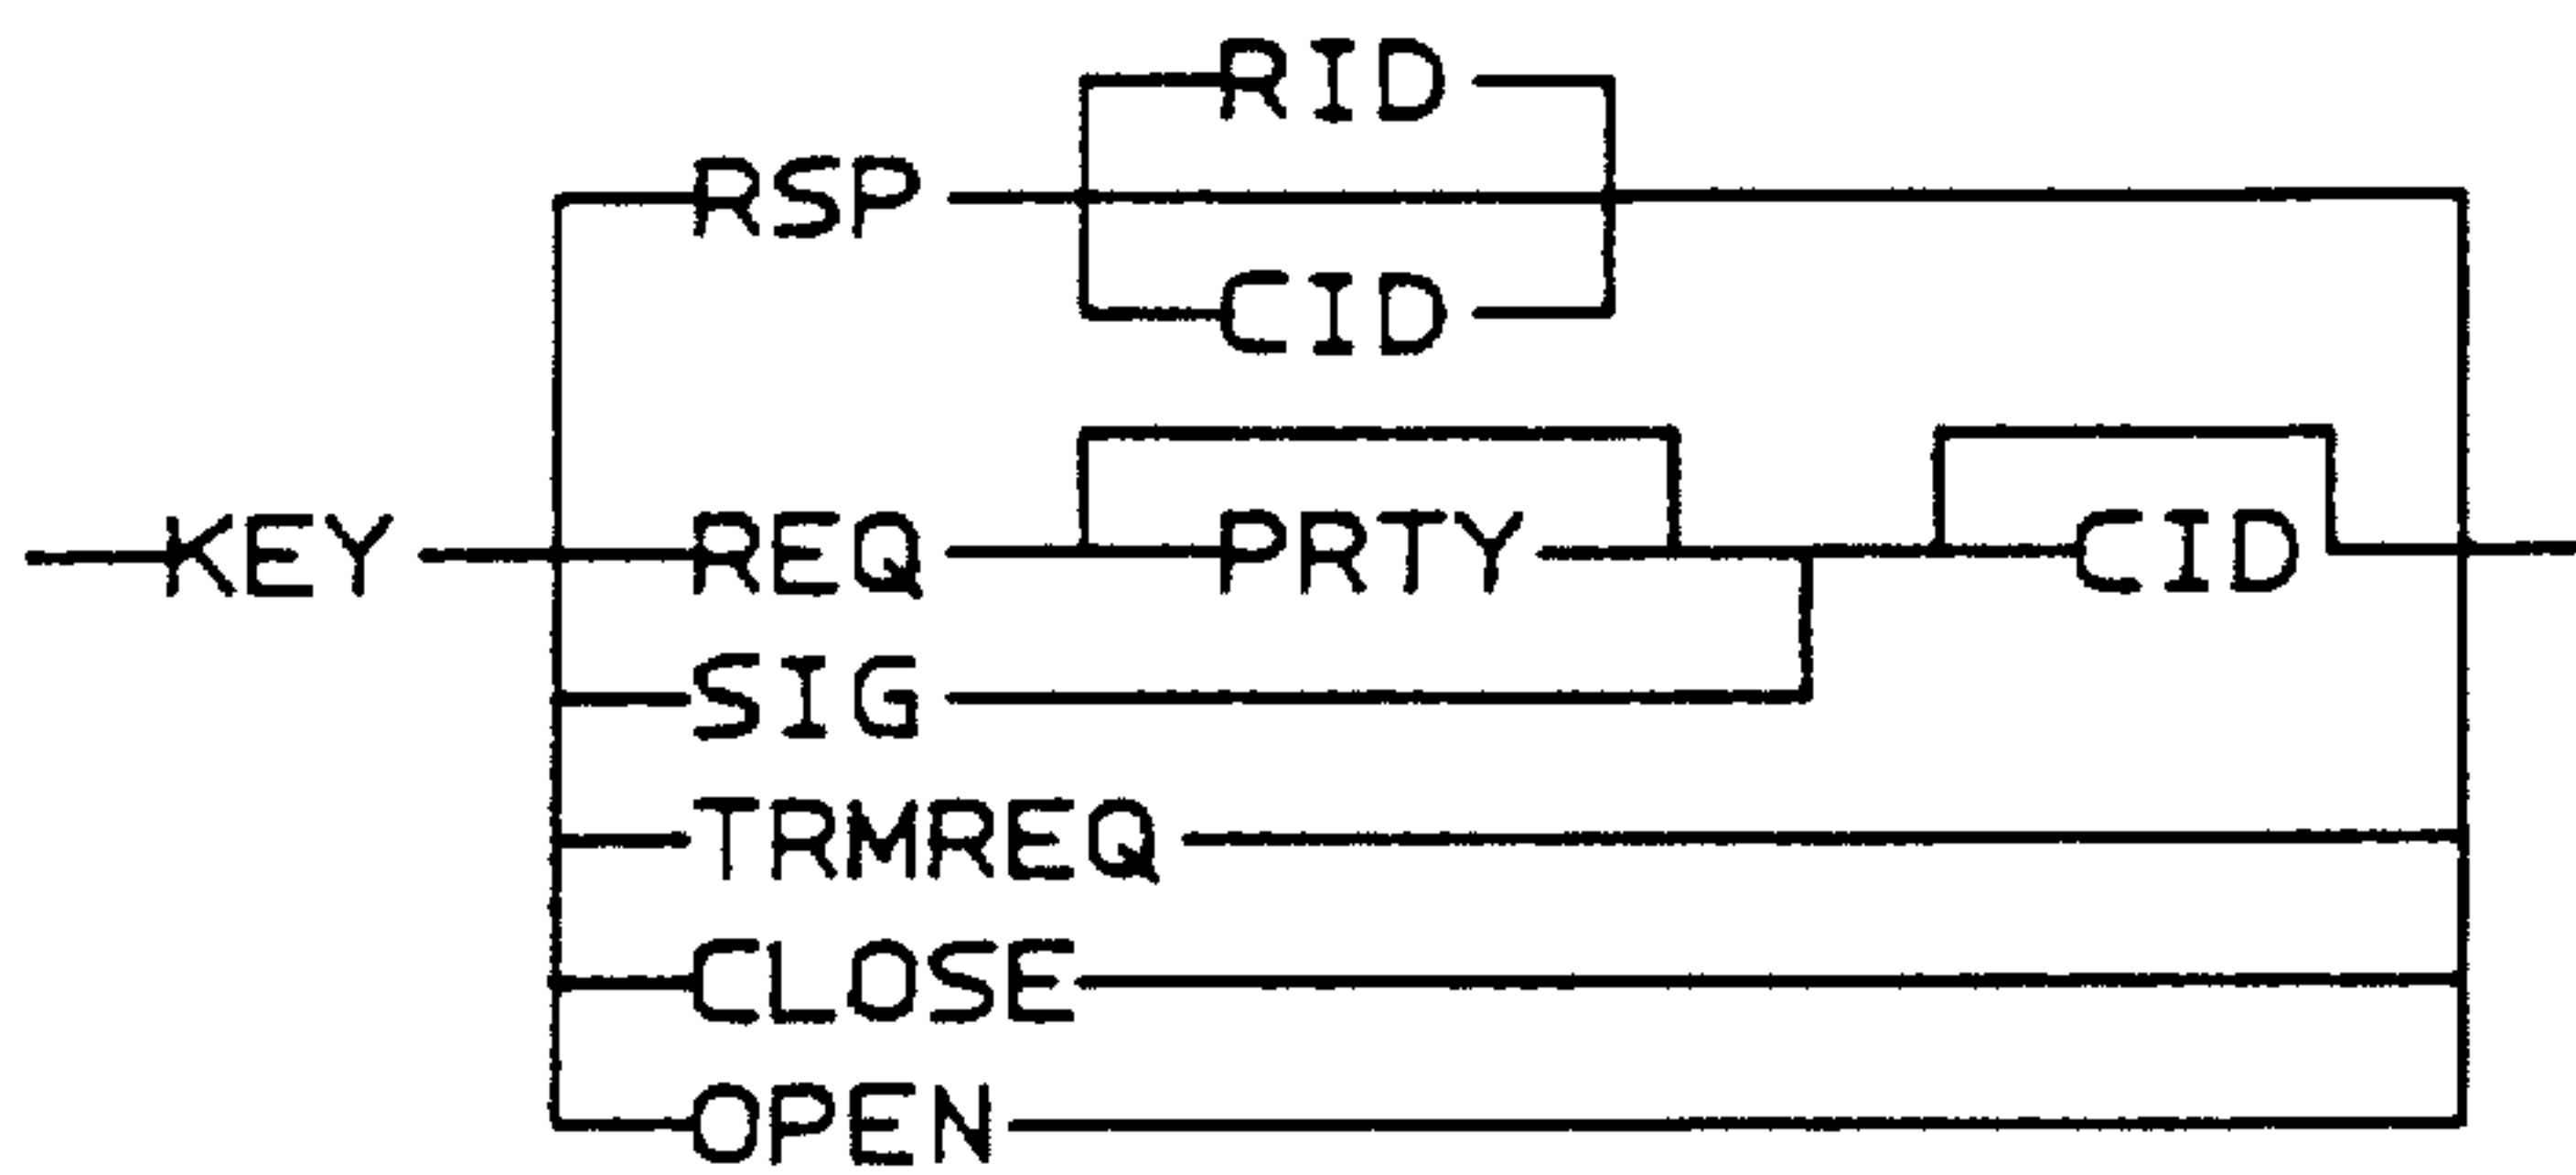 RID
RSP
CID
KEY REQ PRTY CID
SIG
TRMREQ
CLOSE
OPEN